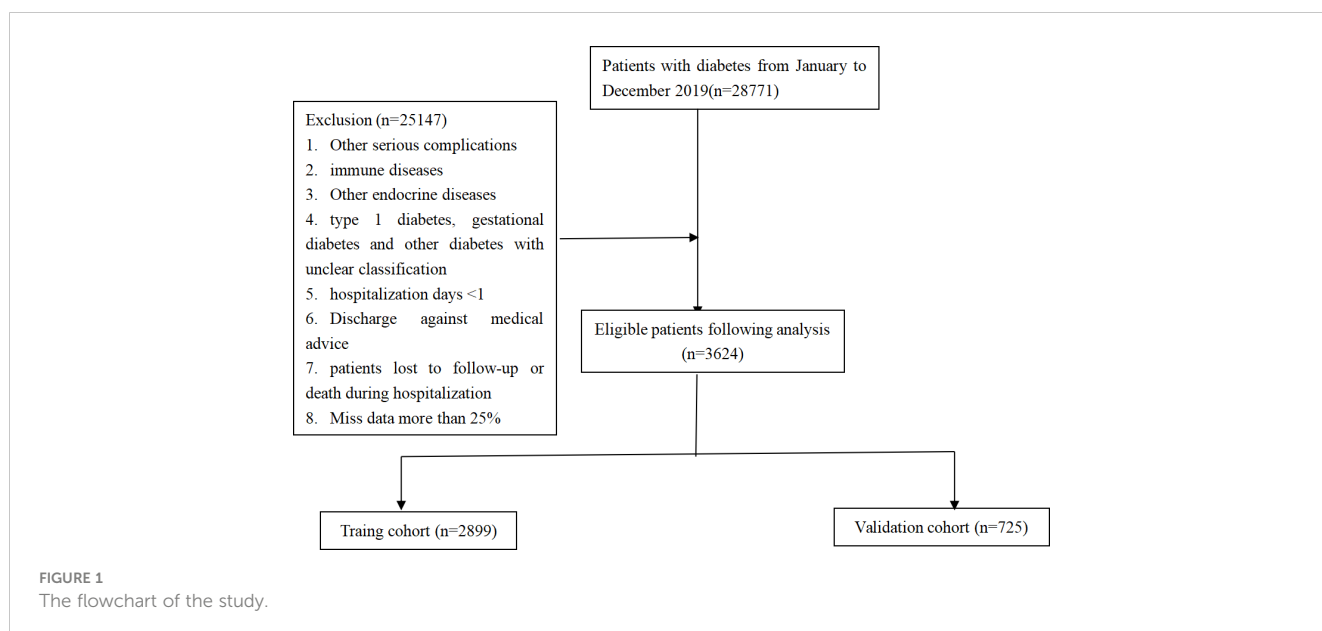 Patients with diabetes from January to
December 2019(n=28771)
Exclusion (n=25147)
1. Other serious complications
2. immune diseases
3. Other endocrine diseases
4. type 1 diabetes, gestational
diabetes and other diabetes with
unclear classification
5. hospitalization days <1
6. Discharge against medical
advice
7. patients lost to follow-up or
death during hospitalization
8. Miss data more than 25%
Eligible patients following analysis
(n=3624)
Traing cohort (n=2899)
Validation cohort (n=725)
FIGURE 1
The flowchart of the study.